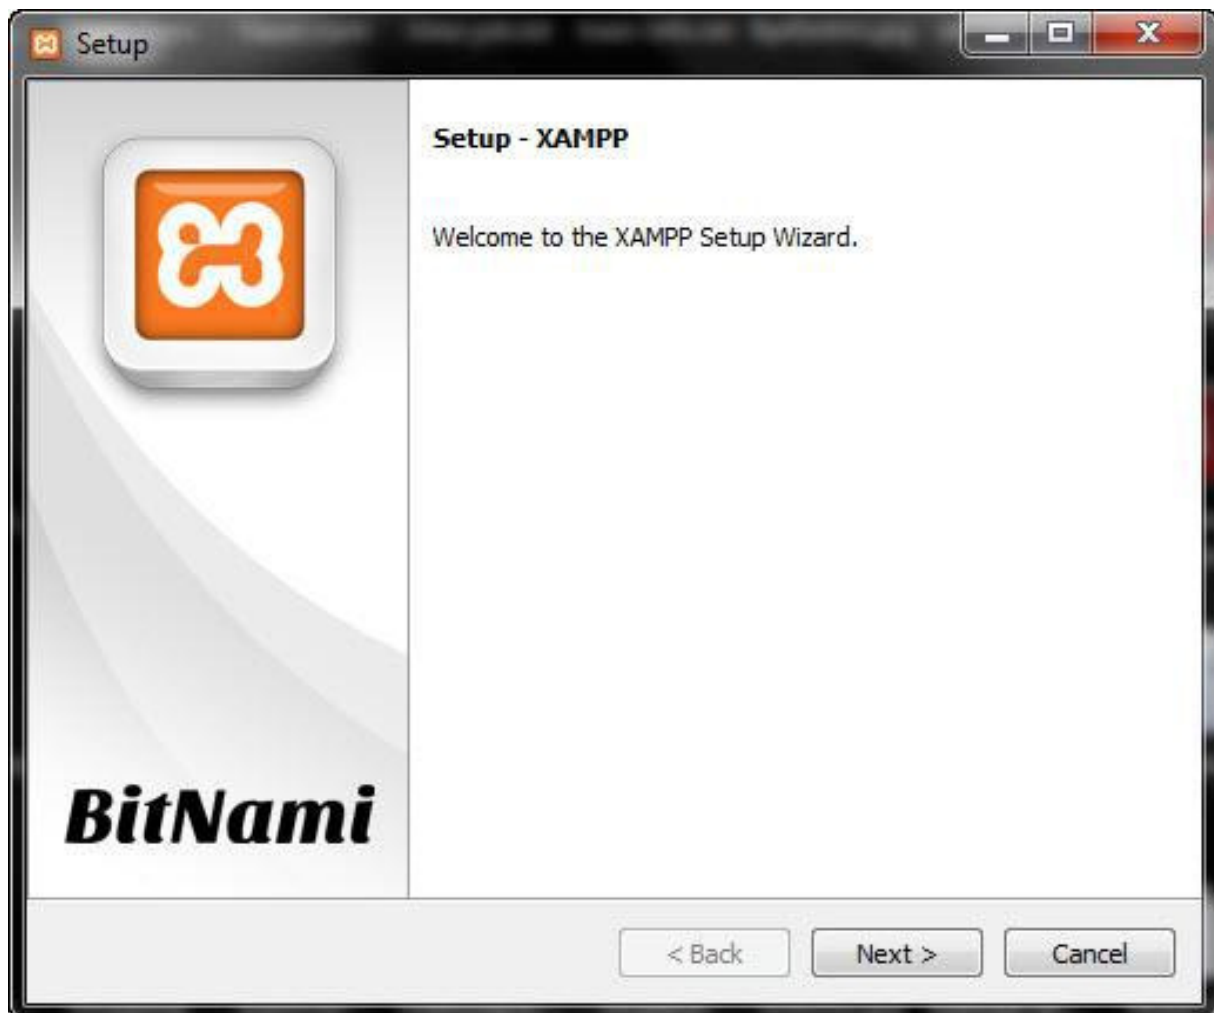 Setup
Setup - XAMPP
Welcome to the XAMPP Setup Wizard.
BitNami
< Back
Next >
Cancel